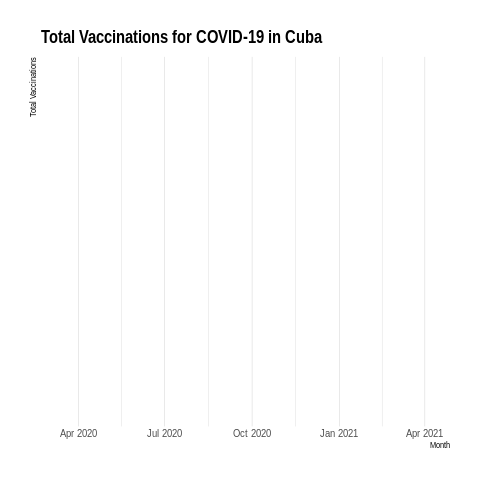 Total Vaccinations for COVID-19 in Cuba
Total Vaccinations
Apr 2020 Jul 2020 Oct 2020 Jan 2021 Apr 2021
Month